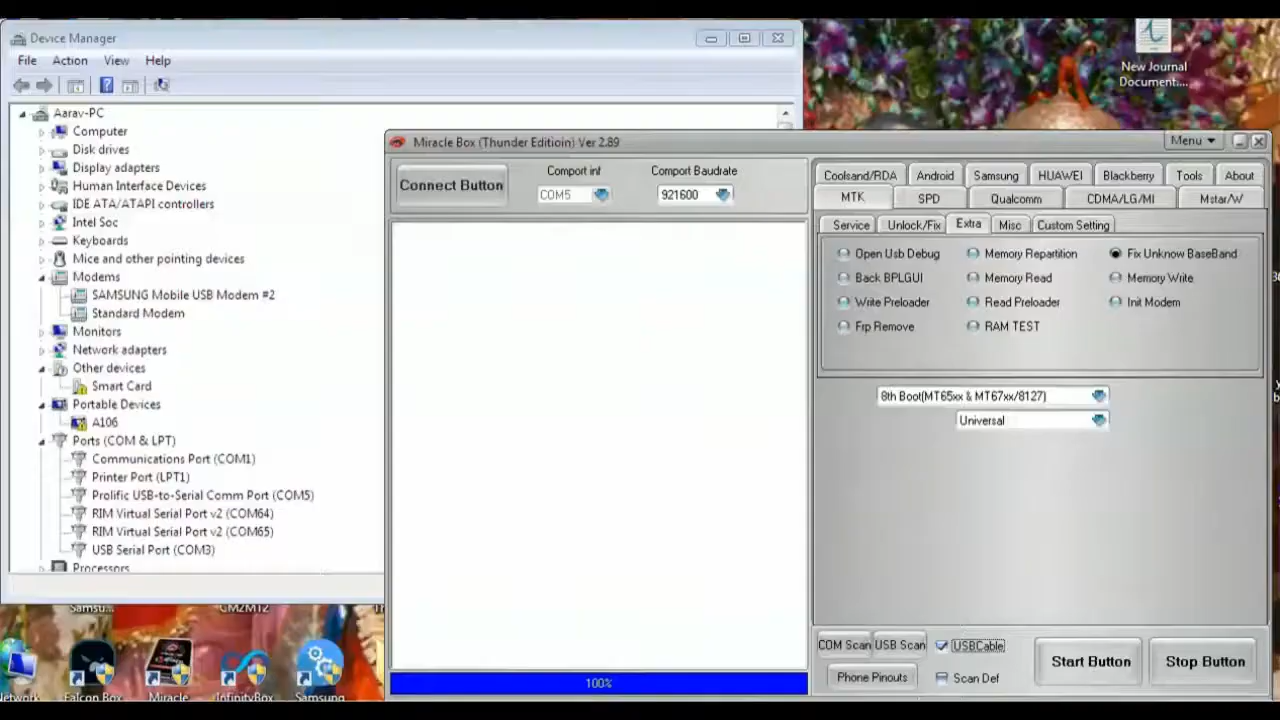 Device Manager
File Action View Help
Aarav-PC
Computer
Disk drives
Display adapters
Human Interface Devices
IDE ATA/ATAPI controllers
Intel Soc
Keyboards
Mice and other pointing devices
Modems
SAMSUNG Mobile USB Modem #2
Standard Modem
Monitors
Network adapters
Other devices
Smart Card
Portable Devices
A106
Ports (COM & LPT)
Communications Port (COM1)
Printer Port (LPT1)
Prolific USB-to-Serial Comm Port (COM5)
RIM Virtual Serial Port v2 (COM64)
RIM Virtual Serial Port v2 (COM65)
USB Serial Port (COM3)
Processors
New Journal
Document....
Miracle Box (Thunder Editioin) Ver 2.89
Menu
Connect Button
Comport inf
COM5
Comport Baudrate
921600
Coolsand/RDA Android Samsung HUAWEI Blackberry Tools About
MTK SPD Qualcomm CDMA/LG/MI Mstar/W
Service Unlock/Fix Extra Misc Custom Setting
Open Usb Debug Memory Repartition Fix Unknow BaseBand
Back BPLGUI Memory Read Memory Write
Write Preloader Read Preloader Init Modem
Frp Remove RAM TEST
8th Boot(MT65xx & MT67xx/8127)
Universal
COM Scan USB Scan USBCable
Phone Pinouts Scan Def
Start Button Stop Button
100%
Samsu...
GM2MT2
Falcon Box
Miracle
InfinityBox
Samsung